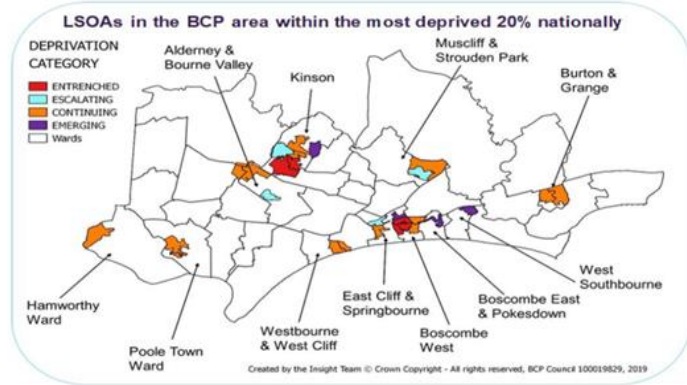 LSOAs in the BCP area within the most deprived 20% nationally
DEPRIVATION
CATEGORY
ENTRENCHED
ESCALATING
CONTINUING
EMERGING
Wards
Alderney &
Bourne Valley
Kinson
Muscliff &
Strouden Park
Burton &
Grange
Hamworthy
Ward
Poole Town
Ward
Westbourne
& West Cliff
East Cliff &
Springbourne
Boscombe
West
Boscombe East
& Pokesdown
West
Southbourne
Created by the Insight Team © Crown Copyright - All rights reserved, BCP Council 100019829, 2019